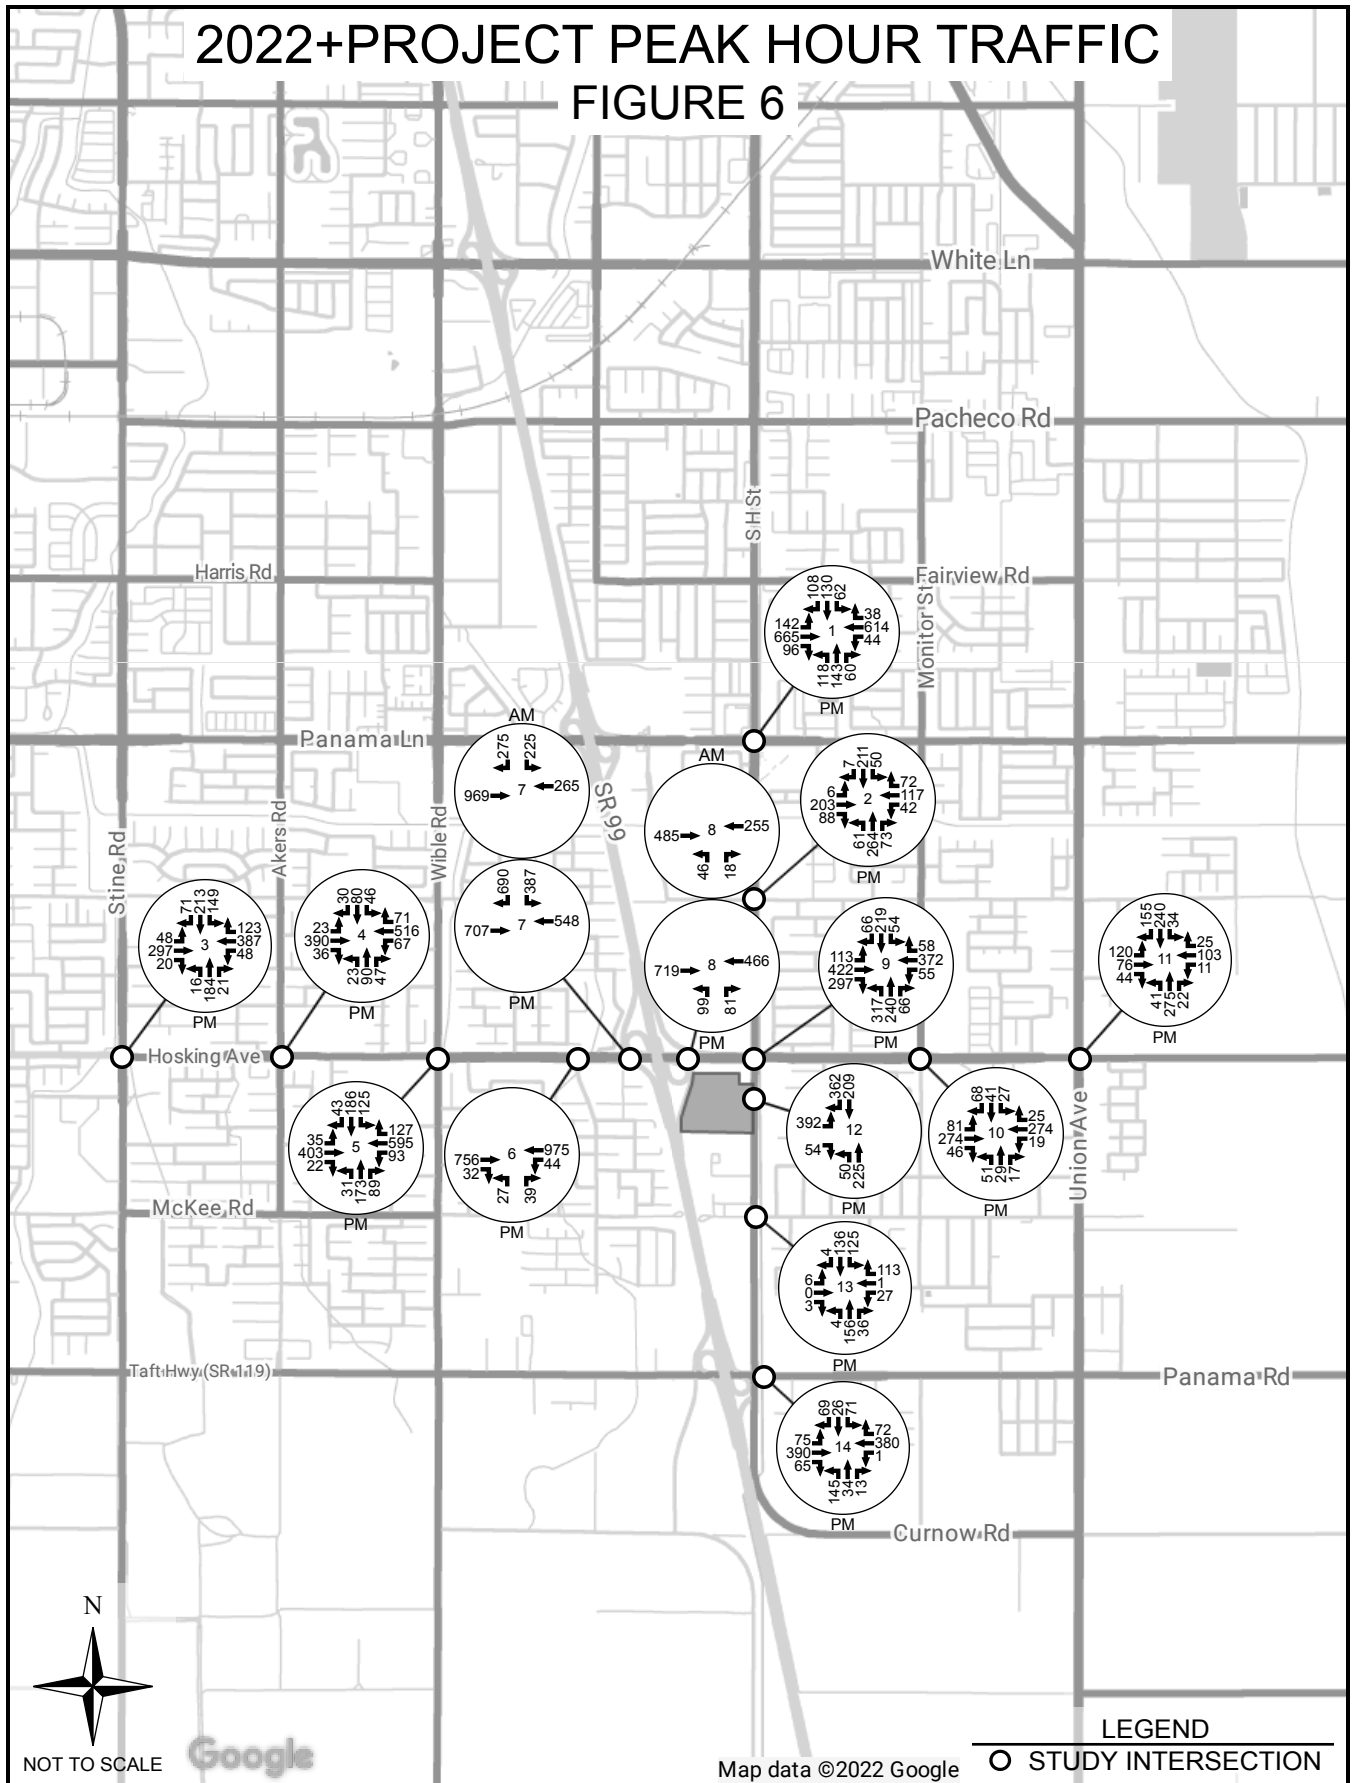 2022+PROJECT PEAK HOUR TRAFFIC
FIGURE 6
White Ln
Pacheco Rd
S H St
Harris Rd
Fairview Rd
Monitor St
108 130 62
142 665 96
1
38 614 44
118 143 60
PM
Panama Ln
AM
275 225
969 7 265
SR 99
AM
485 8 255
46 18
7 211 50
6 203 88
2
72 117 42
61 264 73
PM
Stine Rd
Akers Rd
Wible Rd
71 213 149
48 297 20
3
123 387 48
16 184 21
PM
30 80 46
23 390 36
4
71 516 67
23 90 47
PM
690 387
707 7 548
PM
719 8 466
99 81
PM
66 219 54
113 422 297
9
58 372 55
317 240 66
PM
155 240 34
120 76 44
11
25 103 11
41 275 22
PM
Hosking Ave
43 186 125
35 403 22
5
127 595 93
31 173 89
PM
756 32
6
975 44
27 39
PM
362 209
392 54
12
50 225
PM
68 41 27
81 274 46
10
25 274 19
51 29 17
PM
Union Ave
McKee Rd
4 136 125
6 0 3
13
113 1 27
4 156 36
PM
Taft Hwy (SR 119)
Panama Rd
69 26 71
75 390 65
14
72 380 1
145 34 13
PM
Curnow Rd
N
NOT TO SCALE
Google
Map data ©2022 Google
LEGEND
STUDY INTERSECTION